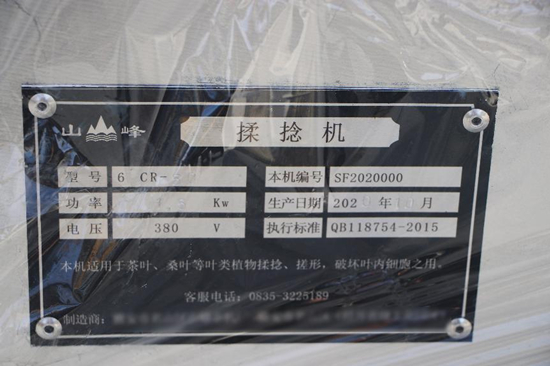 山峰 揉捻机
型号 6 CR- 本机编号 SF2020000
功率 Kw 生产日期 202 年 月
电压 380 V 执行标准 QB118754-2015
本机适用于茶叶、桑叶等叶类植物揉捻、搓形，破坏叶内细胞之用。
客服电话：0835-3225189
制造商：